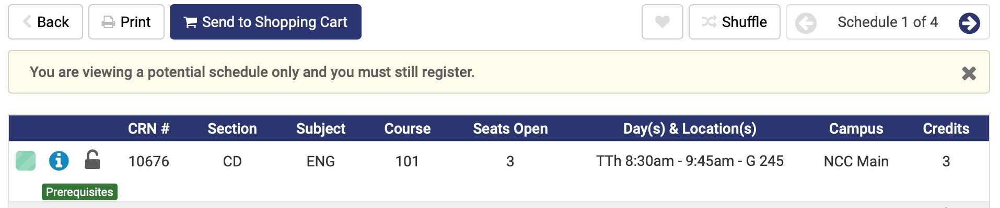 Back Print Send to Shopping Cart Shuffle Schedule 1 of 4
You are viewing a potential schedule only and you must still register.
CRN # Section Subject Course Seats Open Day(s) & Location(s) Campus Credits
10676 CD ENG 101 3 TTh 8:30am - 9:45am - G 245 NCC Main 3
Prerequisites